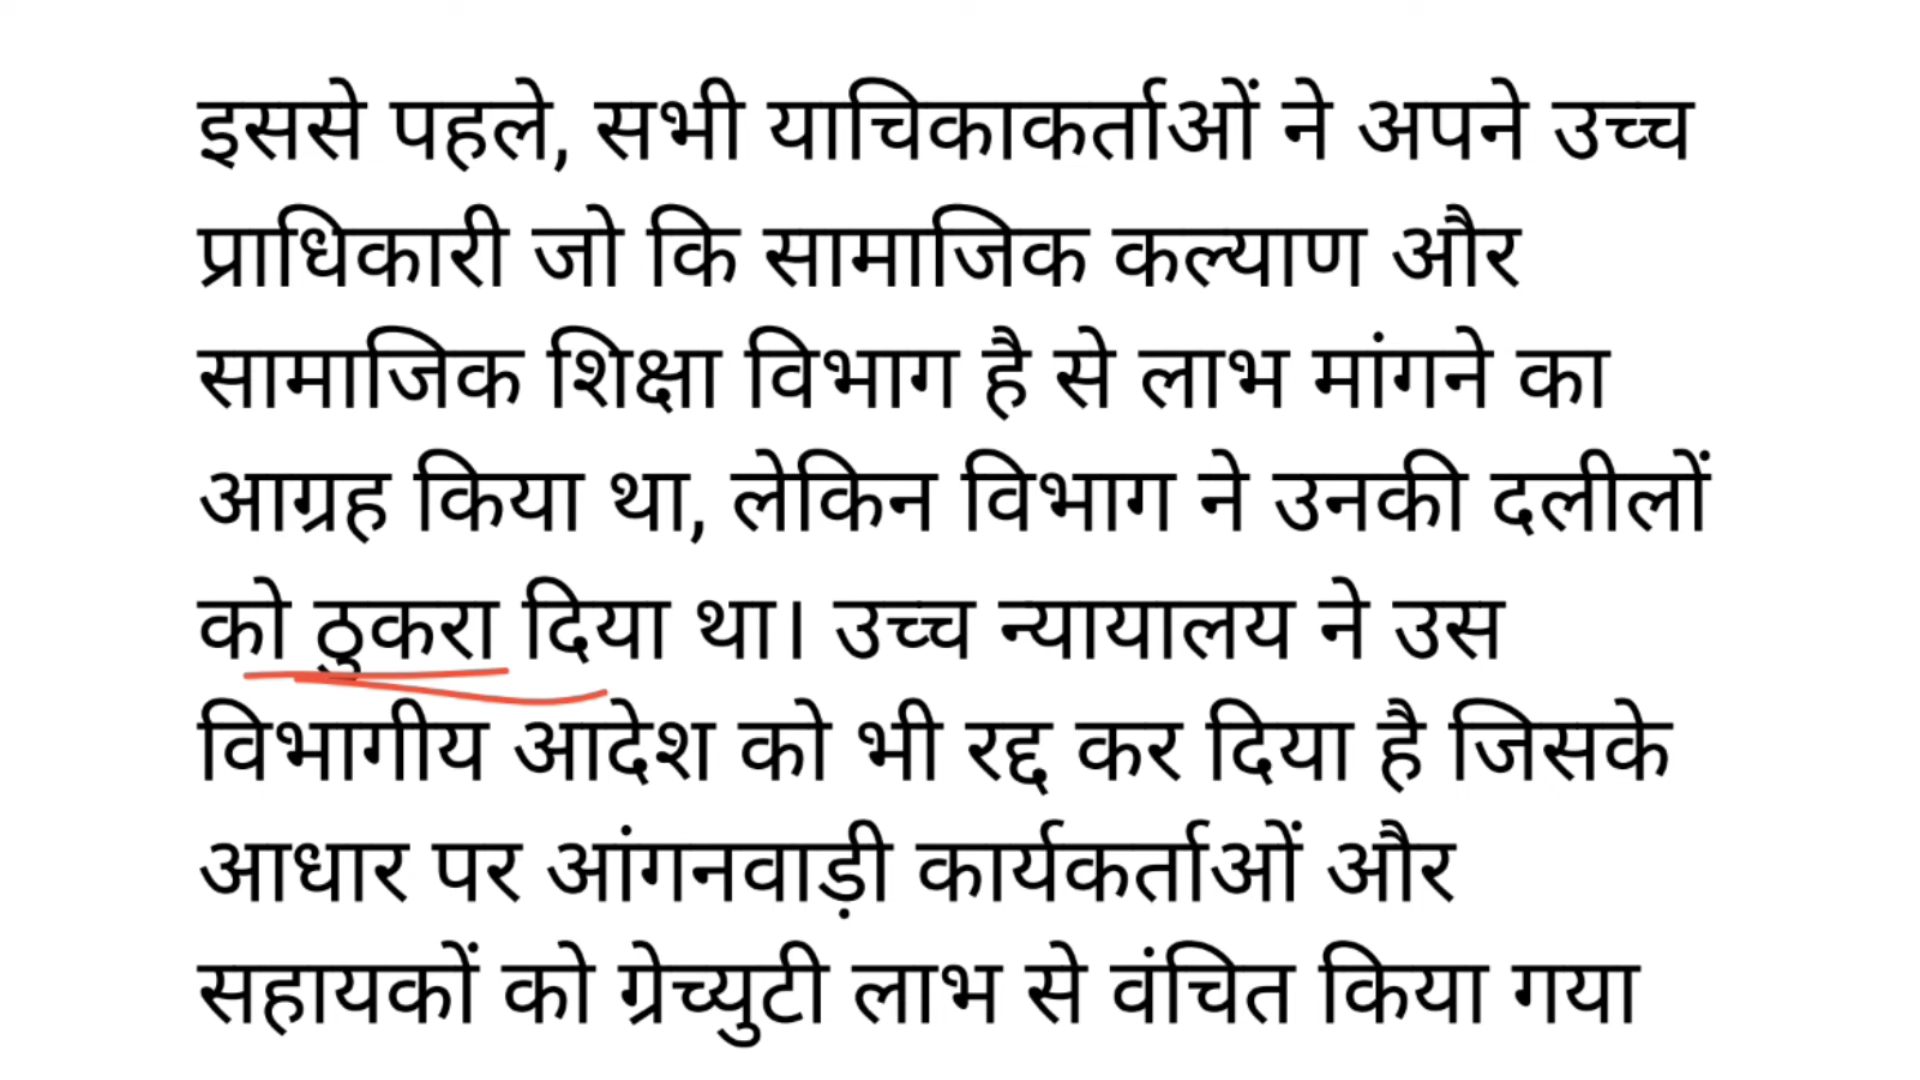 इससे पहले, सभी याचिकाकर्ताओं ने अपने उच्च
प्राधिकारी जो कि सामाजिक कल्याण और
सामाजिक शिक्षा विभाग है से लाभ मांगने का
आग्रह किया था, लेकिन विभाग ने उनकी दलीलों
को ठुकरा दिया था। उच्च न्यायालय ने उस
विभागीय आदेश को भी रद्द कर दिया है जिसके
आधार पर आंगनवाड़ी कार्यकर्ताओं और
सहायकों को ग्रेच्युटी लाभ से वंचित किया गया